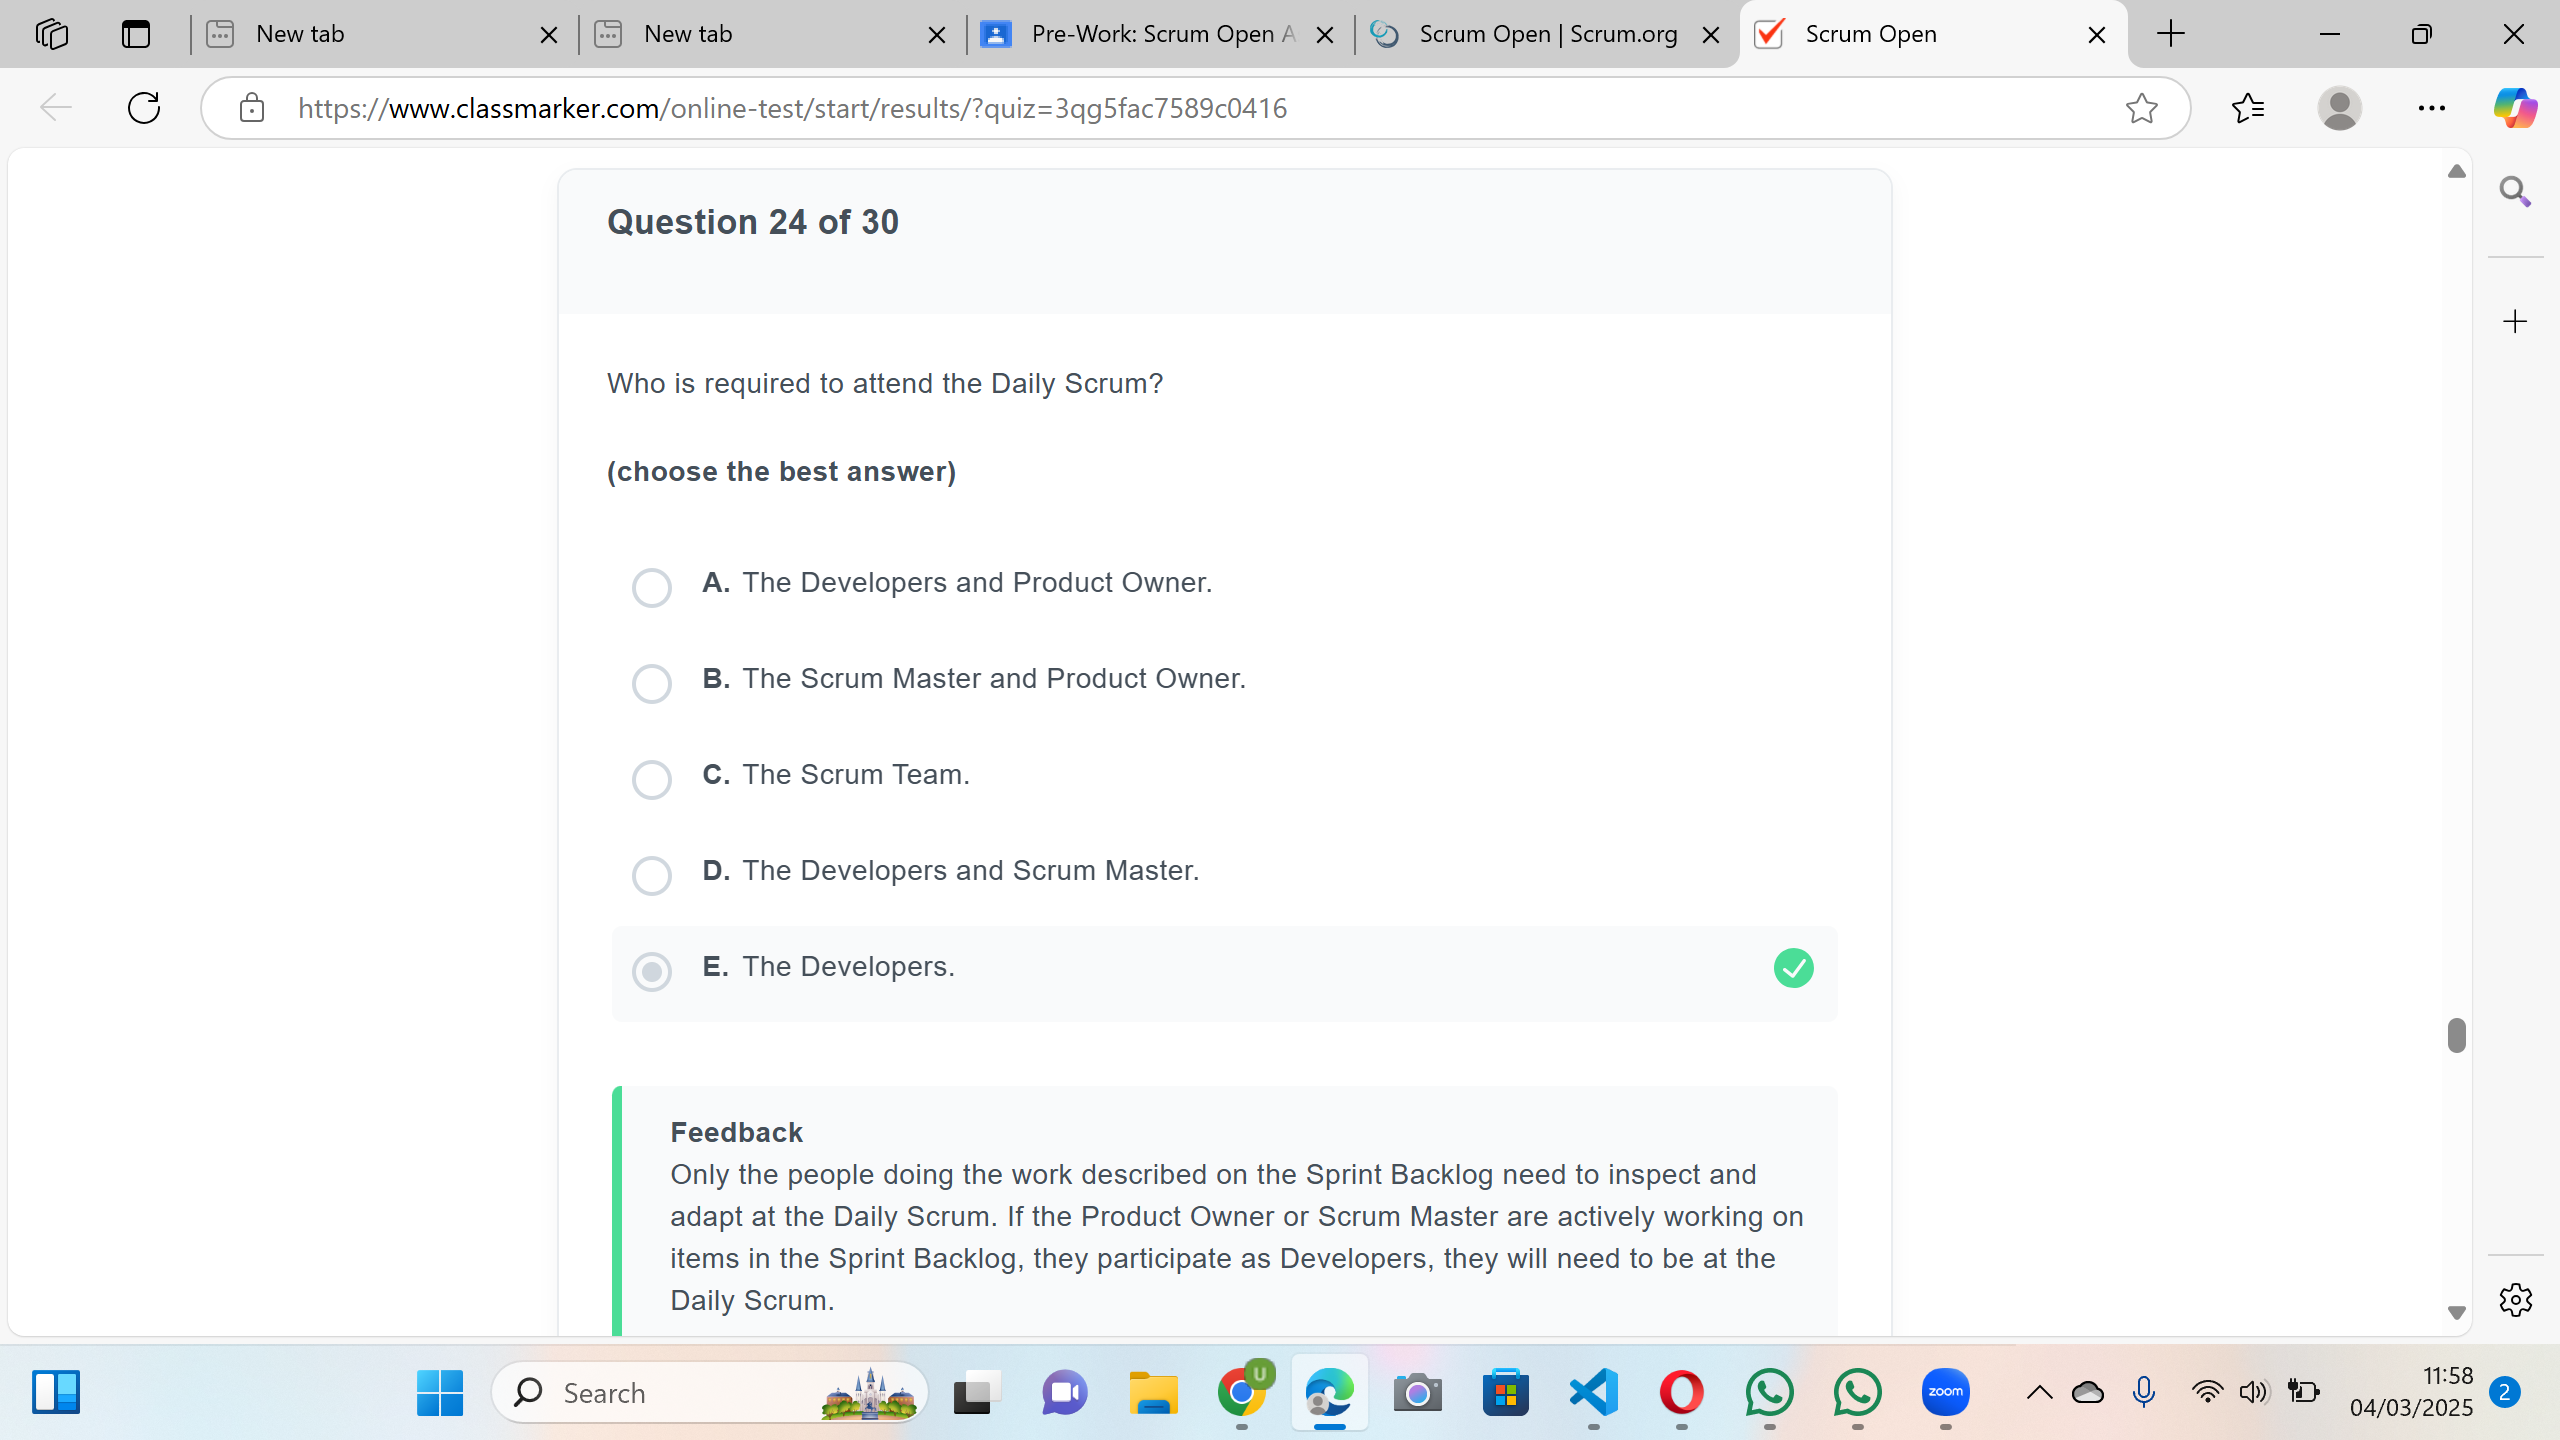 New tab
New tab
Pre-Work: Scrum Open A
Scrum Open | Scrum.org
Scrum Open
https://www.classmarker.com/online-test/start/results/?quiz=3qg5fac7589c0416
Question 24 of 30
Who is required to attend the Daily Scrum?
(choose the best answer)
A. The Developers and Product Owner.
B. The Scrum Master and Product Owner.
C. The Scrum Team.
D. The Developers and Scrum Master.
E. The Developers.
Feedback
Only the people doing the work described on the Sprint Backlog need to inspect and
adapt at the Daily Scrum. If the Product Owner or Scrum Master are actively working on
items in the Sprint Backlog, they participate as Developers, they will need to be at the
Daily Scrum.
Search
U
zoom
11:58
04/03/2025
2